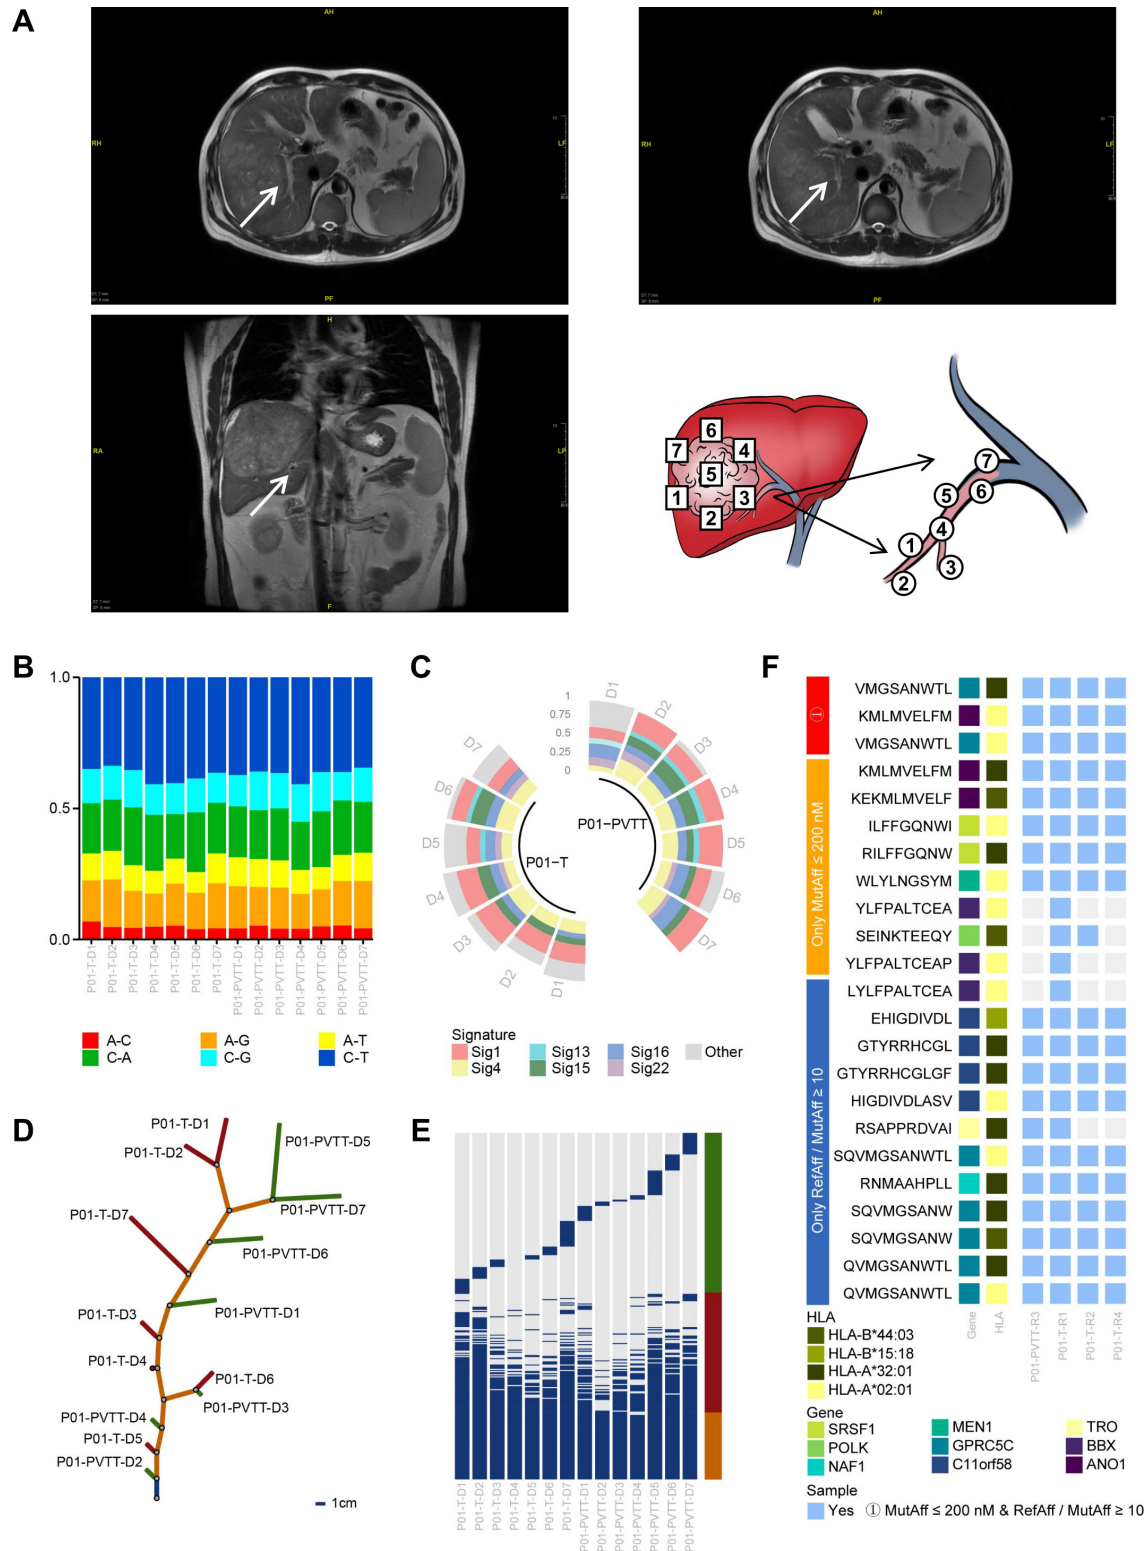 A
AH
RH
LF
PF
AH
RH
LF
PF
H
RA
LP
F
6
7
4
5
1
3
2
7
5
6
4
1
3
2
B
1.0
0.5
0.0
P01-T-D1
P01-T-D2
P01-T-D3
P01-T-D4
P01-T-D5
P01-T-D6
P01-T-D7
P01-PVTT-D1
P01-PVTT-D2
P01-PVTT-D3
P01-PVTT-D4
P01-PVTT-D5
P01-PVTT-D6
P01-PVTT-D7
A-C
A-G
A-T
C-A
C-G
C-T
C
1
0.75
0.5
0.25
0
D1
D2
D3
D4
D5
D6
D7
P01-PVTT
D7
D6
D5
D4
D3
D2
D1
P01-T
Signature
Sig1
Sig13
Sig16
Other
Sig4
Sig15
Sig22
D
P01-T-D1
P01-T-D2
P01-PVTT-D5
P01-T-D7
P01-PVTT-D7
P01-PVTT-D6
P01-PVTT-D1
P01-T-D3
P01-T-D4
P01-T-D6
P01-PVTT-D3
P01-PVTT-D4
P01-T-D5
P01-PVTT-D2
1cm
E
P01-T-D1
P01-T-D2
P01-T-D3
P01-T-D4
P01-T-D5
P01-T-D6
P01-T-D7
P01-PVTT-D1
P01-PVTT-D2
P01-PVTT-D3
P01-PVTT-D4
P01-PVTT-D5
P01-PVTT-D6
P01-PVTT-D7
F
①
Only MutAff ≤ 200 nM
Only RefAff / MutAff ≥ 10
VMGSANWTL
KMLMVELFM
VMGSANWTL
KMLMVELFM
KEKMLMVELF
ILFFGQNWI
RILFFGQNW
WLYLNGSYM
YLFPALTCEA
SEINKTEEQY
YLFPALTCEAP
LYLFPALTCEA
EHIGDIVDL
GTYRRHCGL
GTYRRHCGLGF
HIGDIVDLASV
RSAPPRDVAI
SQVMGSANWTL
RNMAAHPLL
SQVMGSANW
SQVMGSANW
QVMGSANWTL
QVMGSANWTL
Gene
HLA
P01-PVTT-R3
P01-T-R1
P01-T-R2
P01-T-R4
HLA
HLA-B*44:03
HLA-B*15:18
HLA-A*32:01
HLA-A*02:01
Gene
SRSF1
MEN1
TRO
POLK
GPRC5C
BBX
NAF1
C11orf58
ANO1
Sample
Yes ① MutAff ≤ 200 nM & RefAff / MutAff ≥ 10